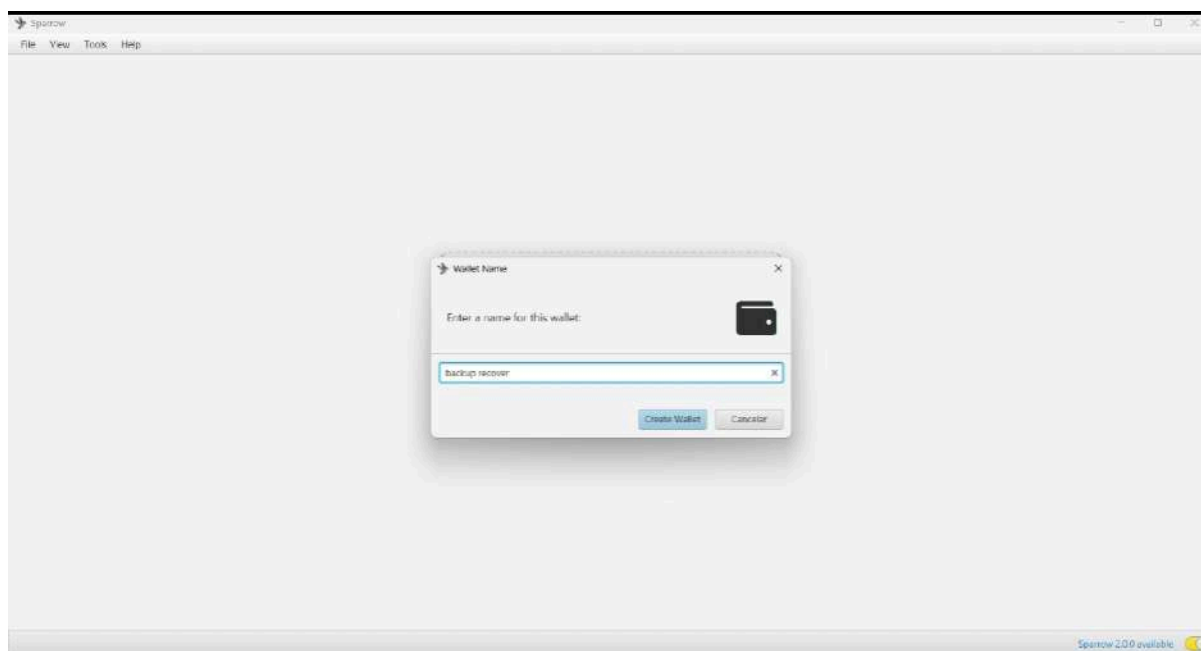 Sparrow
File View Tools Help
Wallet Name
Enter a name for this wallet:
backup recover
Create Wallet Cancelar
Sparrow 2.0.0 available